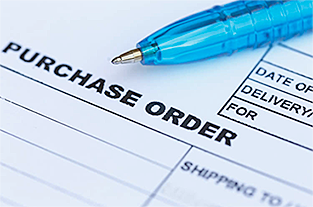 PURCHASE ORDER
DATE OF
DELIVERY/
FOR
SHIPPING TO